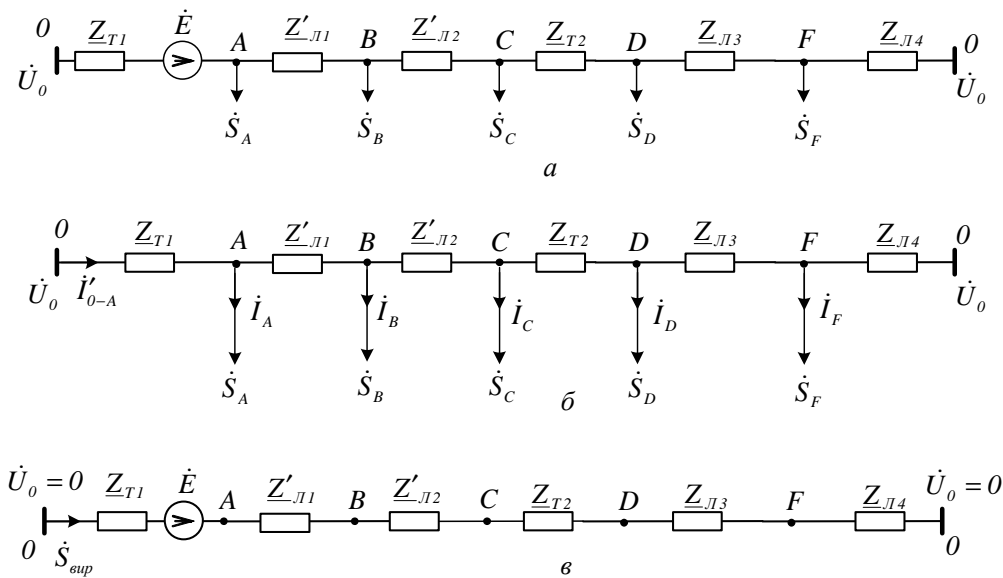 0 Z_T1 Ė A Z′_Л1 B Z′_Л2 C Z_T2 D Z_Л3 F Z_Л4 0
U̇_0 U̇_0
Ṡ_A Ṡ_B Ṡ_C Ṡ_D Ṡ_F
а
0 Z_T1 A Z′_Л1 B Z′_Л2 C Z_T2 D Z_Л3 F Z_Л4 0
U̇_0 İ′_0–A U̇_0
İ_A İ_B İ_C İ_D İ_F
Ṡ_A Ṡ_B Ṡ_C Ṡ_D Ṡ_F
б
U̇_0 = 0 Z_T1 Ė A Z′_Л1 B Z′_Л2 C Z_T2 D Z_Л3 F Z_Л4 U̇_0 = 0
0 Ṡ_вир 0
в